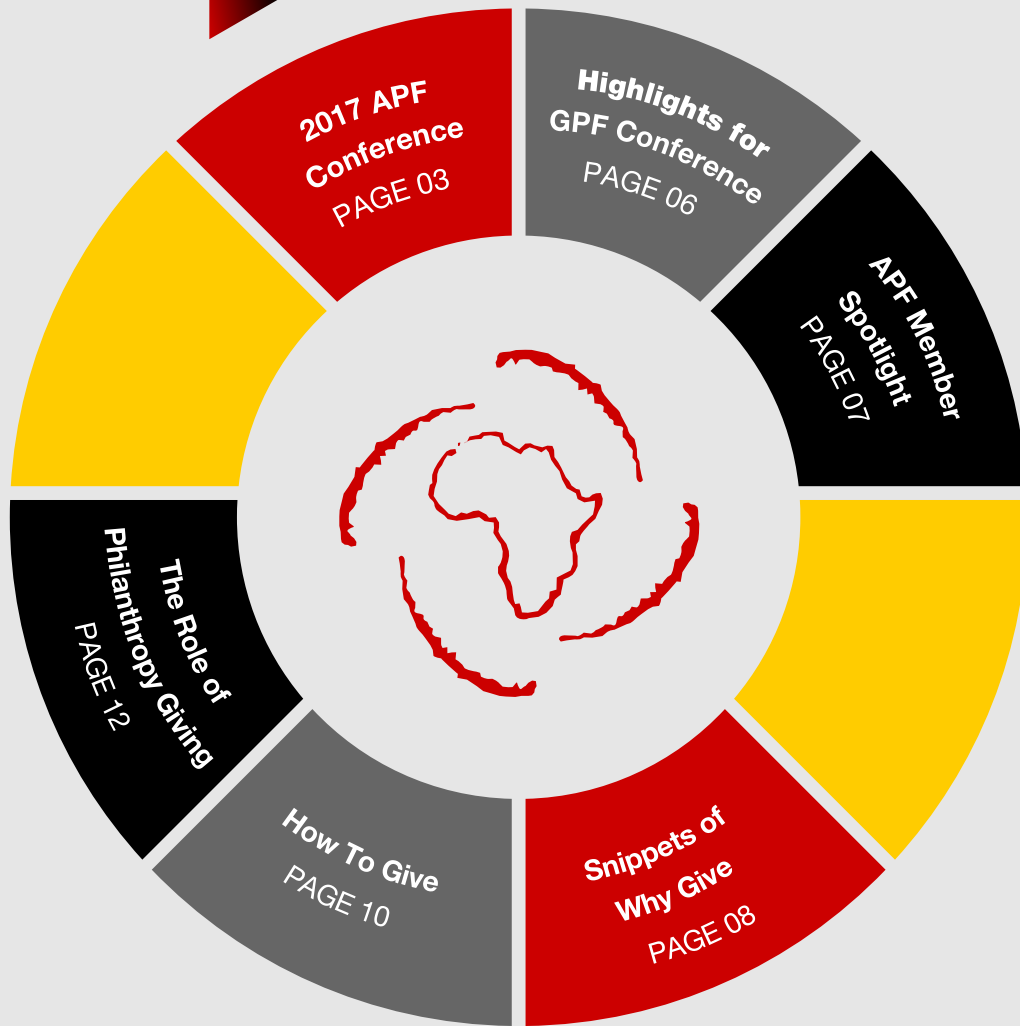 2017 APF
Conference
PAGE 03
Highlights for
GPF Conference
PAGE 06
APF Member
Spotlight
PAGE 07
Snippets of
Why Give
PAGE 08
How To Give
PAGE 10
The Role of
Philanthropy Giving
PAGE 12